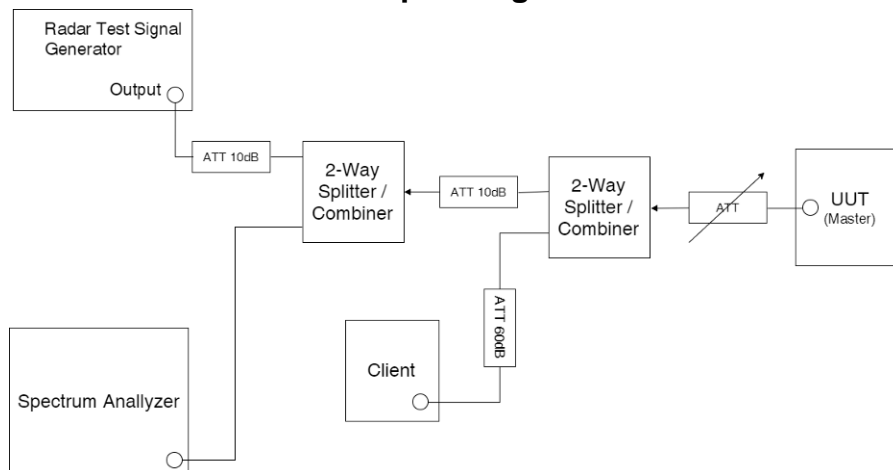 Radar Test Signal
Generator
Output
ATT 10dB
2-Way
Splitter /
Combiner
ATT 10dB
2-Way
Splitter /
Combiner
ATT
UUT
(Master)
ATT 60dB
Client
Spectrum Anallyzer